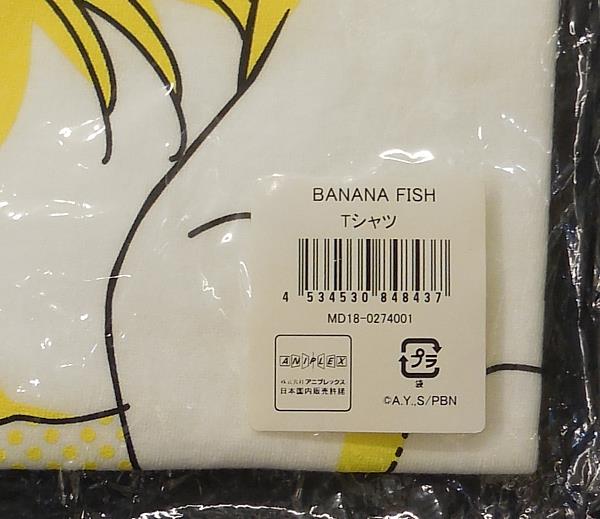 BANANA FISH
Tシャツ
4 534530 848437
MD18-0274001
ANIPLEX
株式会社アニプレックス
日本国内販売許諾
プラ
袋
©A.Y.,S/PBN